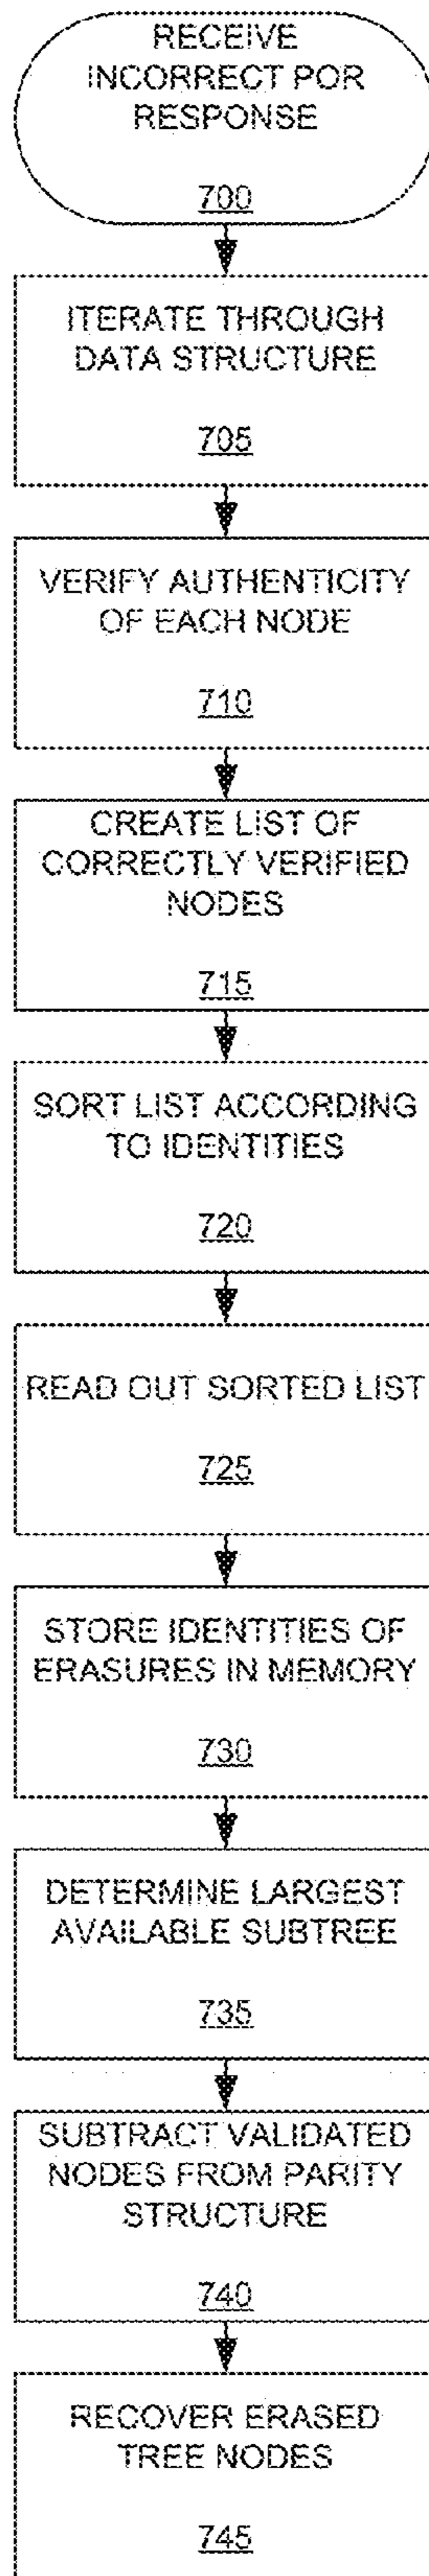 RECEIVE
INCORRECT POR
RESPONSE
700
ITERATE THROUGH
DATA STRUCTURE
705
VERIFY AUTHENTICITY
OF EACH NODE
710
CREATE LIST OF
CORRECTLY VERIFIED
NODES
715
SORT LIST ACCORDING
TO IDENTITIES
720
READ OUT SORTED LIST
725
STORE IDENTITIES OF
ERASURES IN MEMORY
730
DETERMINE LARGEST
AVAILABLE SUBTREE
735
SUBTRACT VALIDATED
NODES FROM PARITY
STRUCTURE
740
RECOVER ERASED
TREE NODES
745